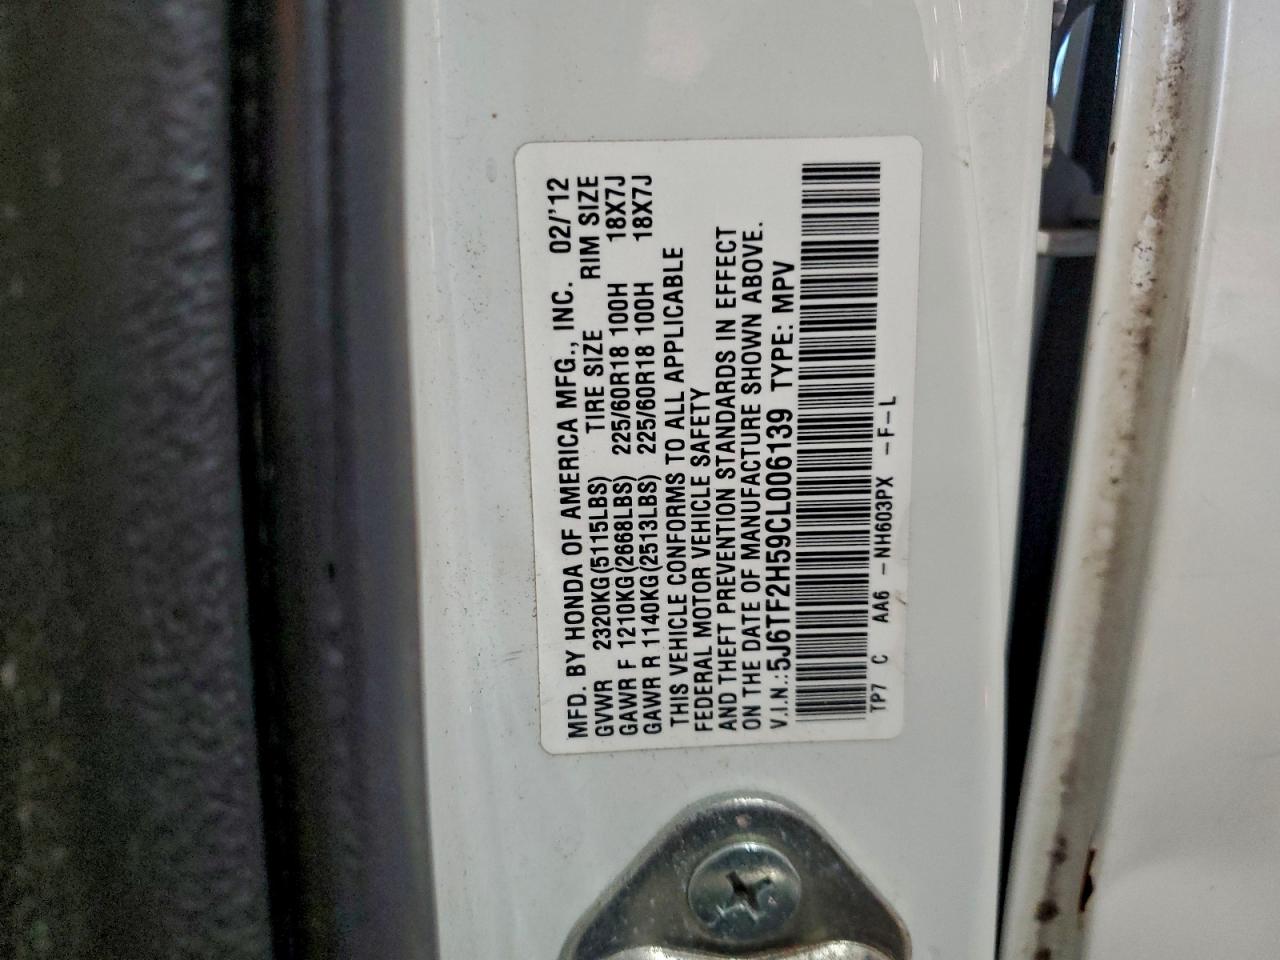 MFD. BY HONDA OF AMERICA MFG., INC. 02/'12
GVWR 2320KG(5115LBS) TIRE SIZE RIM SIZE
GAWR F 1210KG(2668LBS) 225/60R18 100H 18X7J
GAWR R 1140KG(2513LBS) 225/60R18 100H 18X7J
THIS VEHICLE CONFORMS TO ALL APPLICABLE
FEDERAL MOTOR VEHICLE SAFETY
AND THEFT PREVENTION STANDARDS IN EFFECT
ON THE DATE OF MANUFACTURE SHOWN ABOVE.
V.I.N.:5J6TF2H59CL006139 TYPE: MPV
TP7 C AA6 -NH603PX -F-L